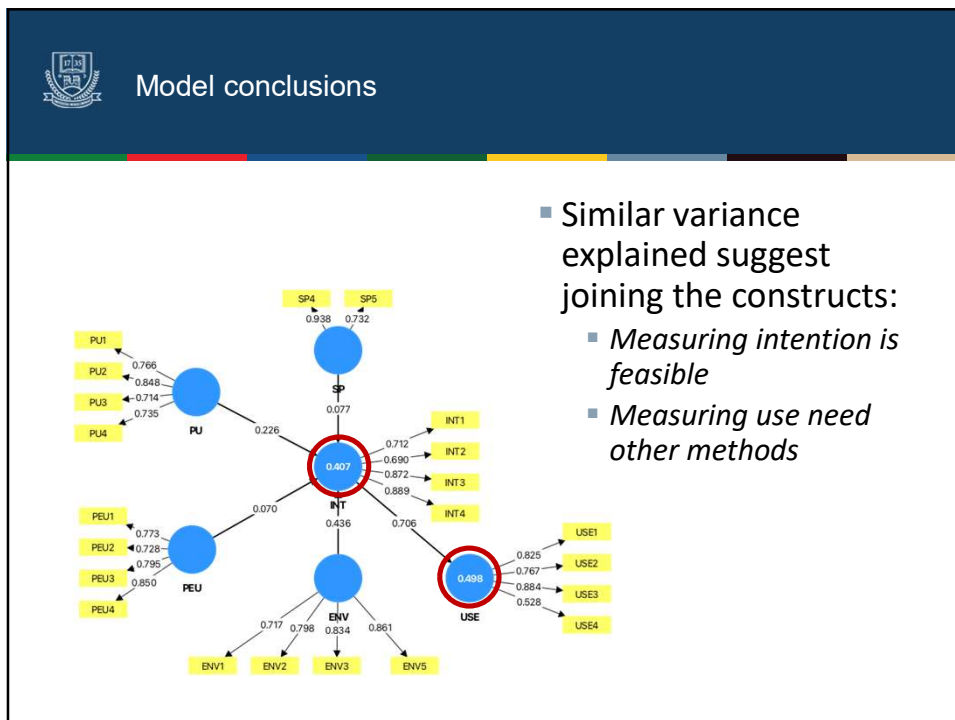 17 35
Model conclusions
Similar variance
explained suggest
joining the constructs:
Measuring intention is
feasible
Measuring use need
other methods
SP4 SP5
0.938 0.732
SP
0.077
PU1
PU2
PU3
PU4
0.766
0.848
0.714
0.735
PU
0.226
INT1
INT2
INT3
INT4
0.712
0.690
0.872
0.889
0.407
INT
0.070
0.436
0.706
PEU1
PEU2
PEU3
PEU4
0.773
0.728
0.795
0.850
PEU
ENV
0.717 0.798 0.834 0.861
ENV1 ENV2 ENV3 ENV5
0.498
USE
0.825
0.767
0.884
0.528
USE1
USE2
USE3
USE4